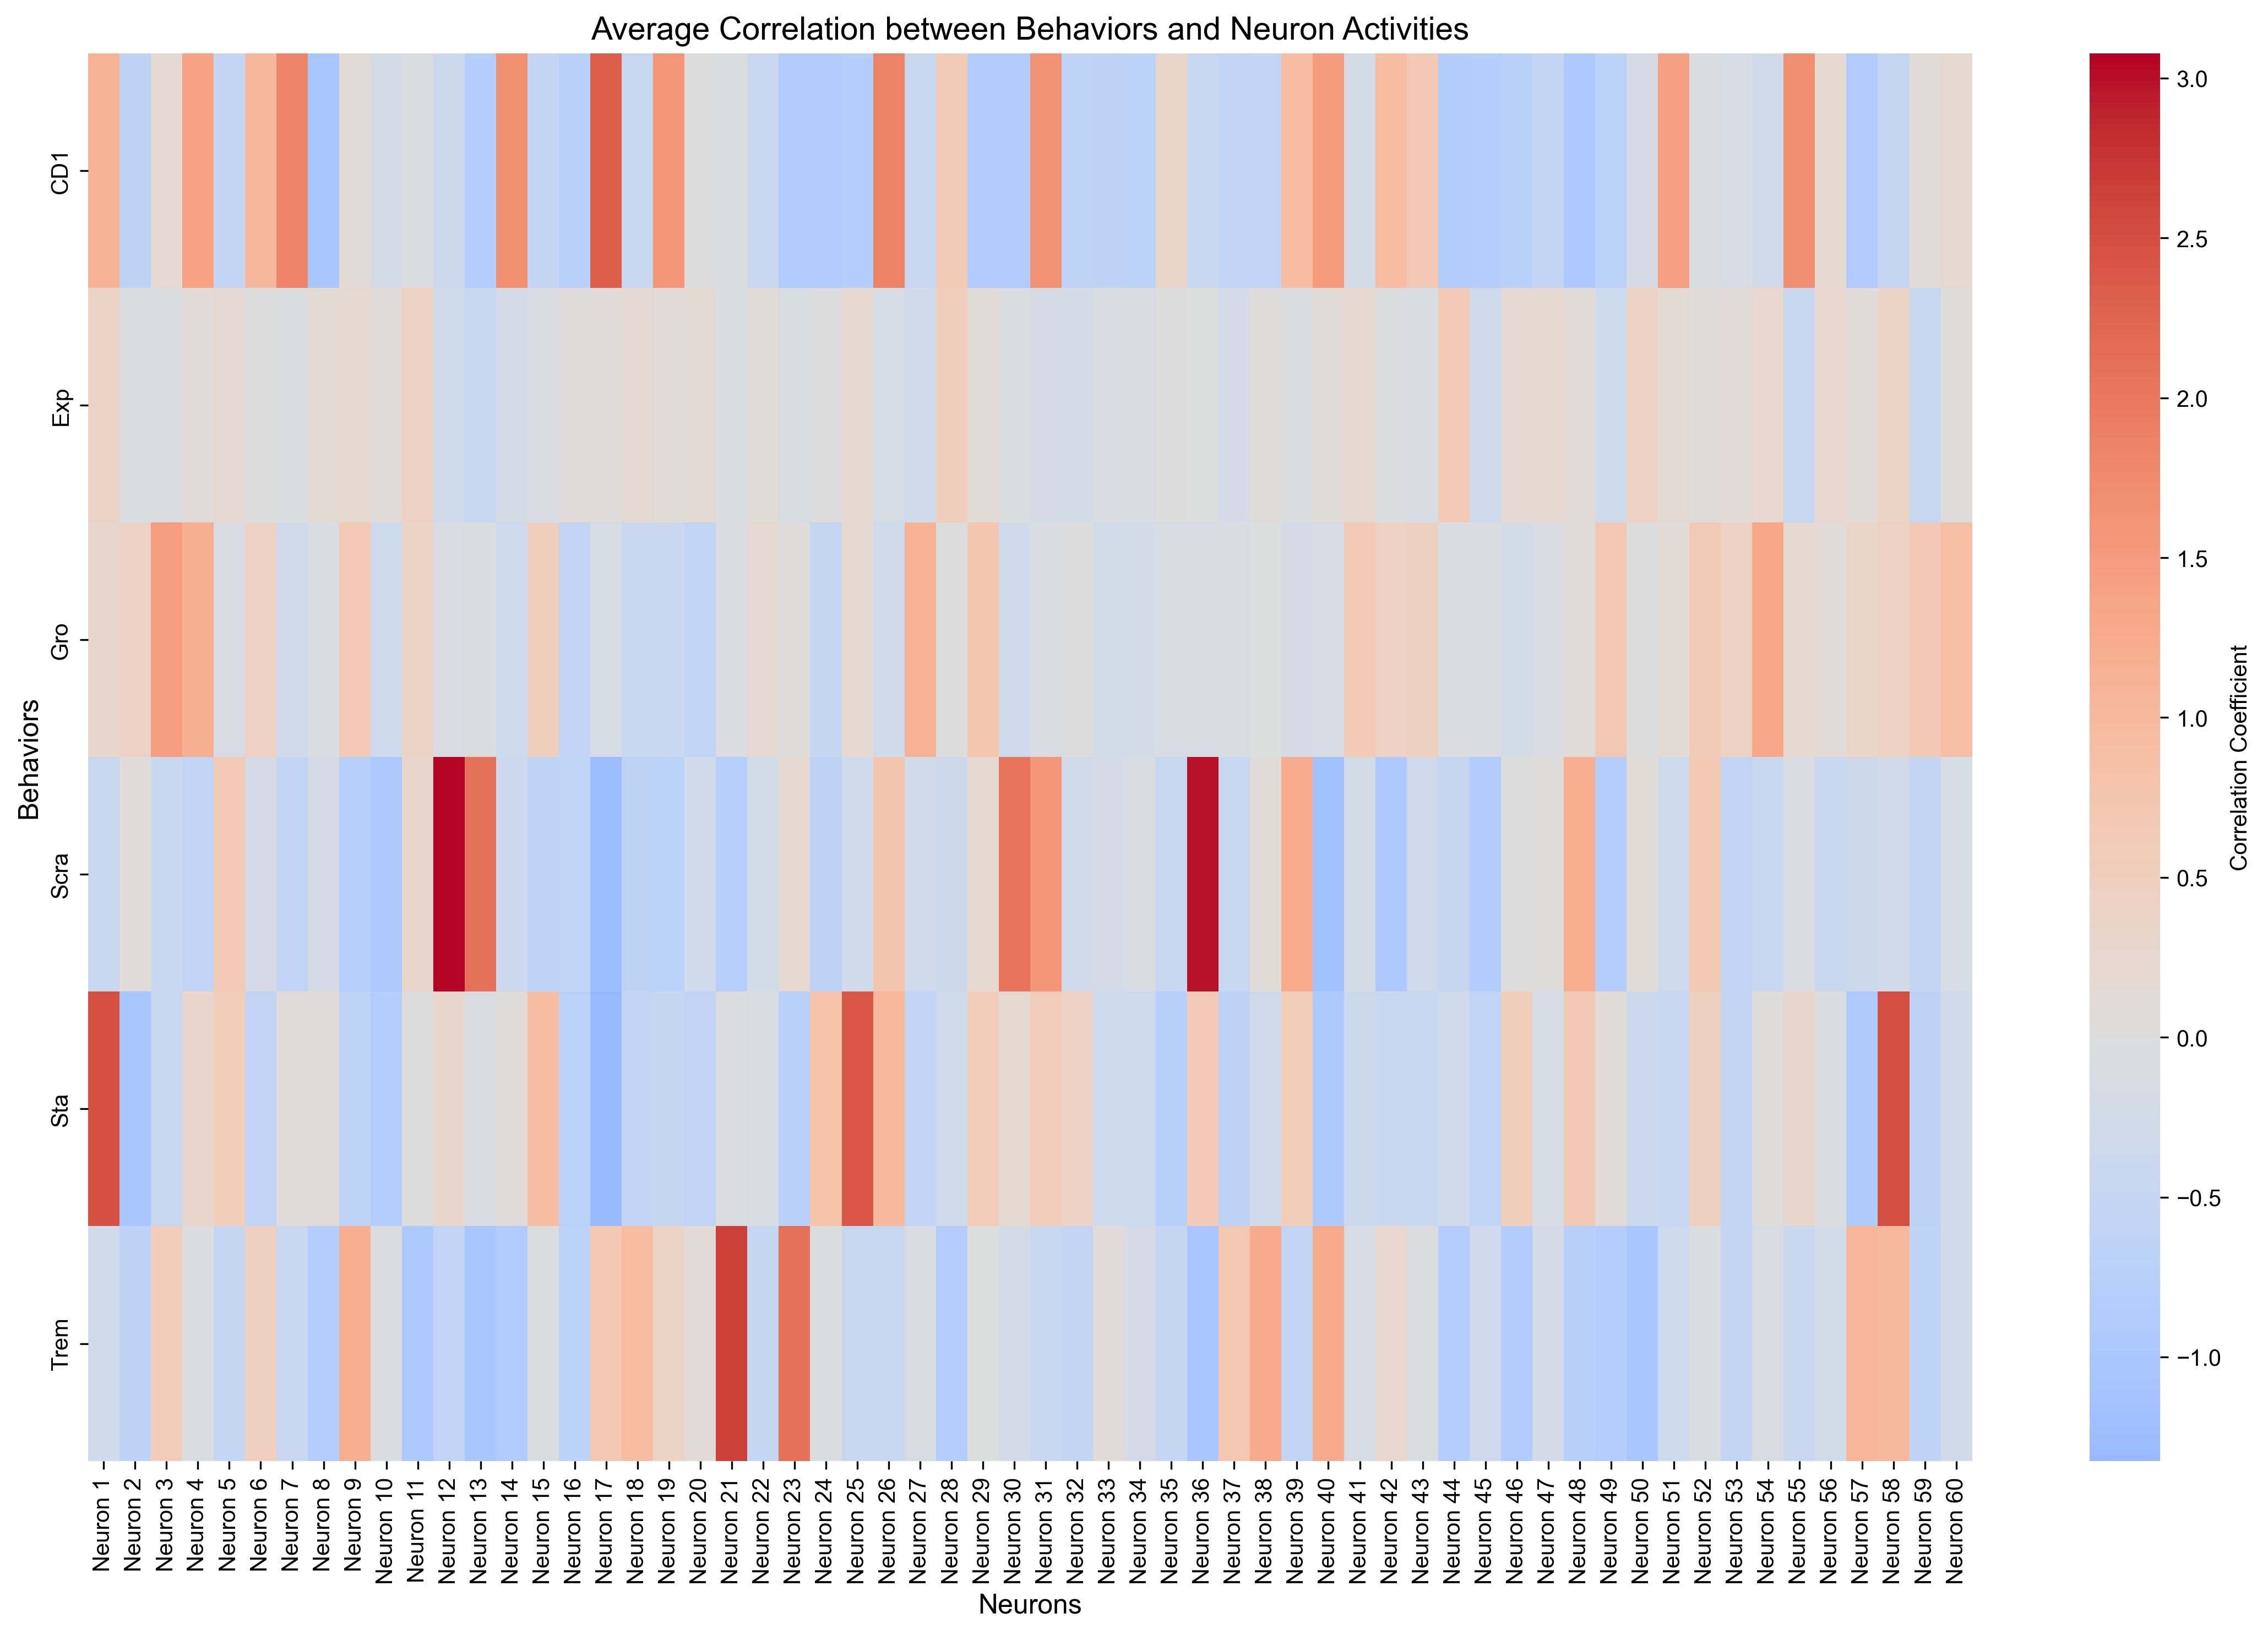 Average Correlation between Behaviors and Neuron Activities
Behaviors
CD1
Exp
Gro
Scra
Sta
Trem
Neuron 1
Neuron 2
Neuron 3
Neuron 4
Neuron 5
Neuron 6
Neuron 7
Neuron 8
Neuron 9
Neuron 10
Neuron 11
Neuron 12
Neuron 13
Neuron 14
Neuron 15
Neuron 16
Neuron 17
Neuron 18
Neuron 19
Neuron 20
Neuron 21
Neuron 22
Neuron 23
Neuron 24
Neuron 25
Neuron 26
Neuron 27
Neuron 28
Neuron 29
Neuron 30
Neuron 31
Neuron 32
Neuron 33
Neuron 34
Neuron 35
Neuron 36
Neuron 37
Neuron 38
Neuron 39
Neuron 40
Neuron 41
Neuron 42
Neuron 43
Neuron 44
Neuron 45
Neuron 46
Neuron 47
Neuron 48
Neuron 49
Neuron 50
Neuron 51
Neuron 52
Neuron 53
Neuron 54
Neuron 55
Neuron 56
Neuron 57
Neuron 58
Neuron 59
Neuron 60
Neurons
3.0
2.5
2.0
1.5
1.0
0.5
0.0
−0.5
−1.0
Correlation Coefficient